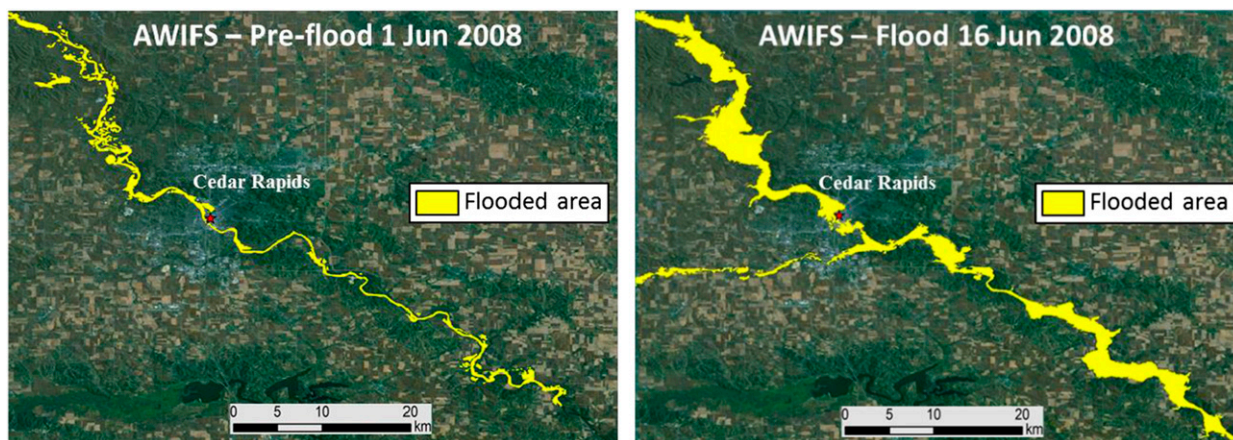 AWIFS – Pre-flood 1 Jun 2008
Cedar Rapids
Flooded area
0 5 10 20
km
AWIFS – Flood 16 Jun 2008
Cedar Rapids
Flooded area
0 5 10 20
km